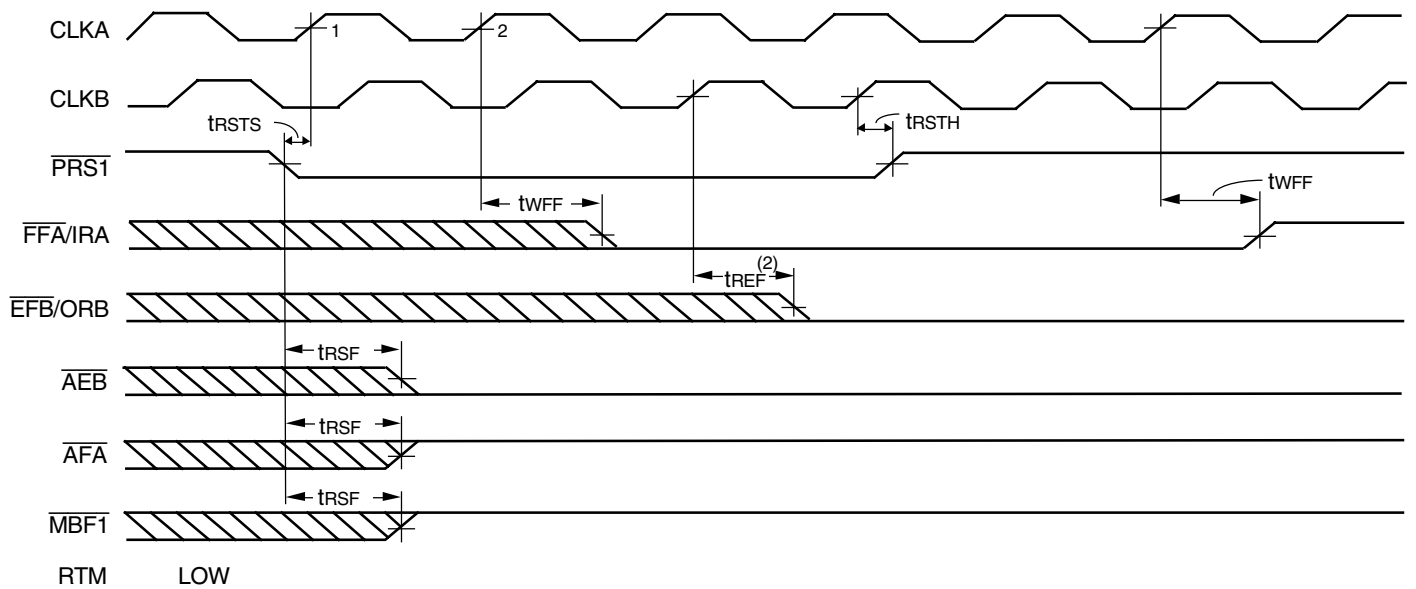 CLKA 1 2
CLKB
tRSTS tRSTH
PRS1
tWFF tWFF
FFA/IRA
tREF(2)
EFB/ORB
tRSF
AEB
tRSF
AFA
tRSF
MBF1
RTM LOW